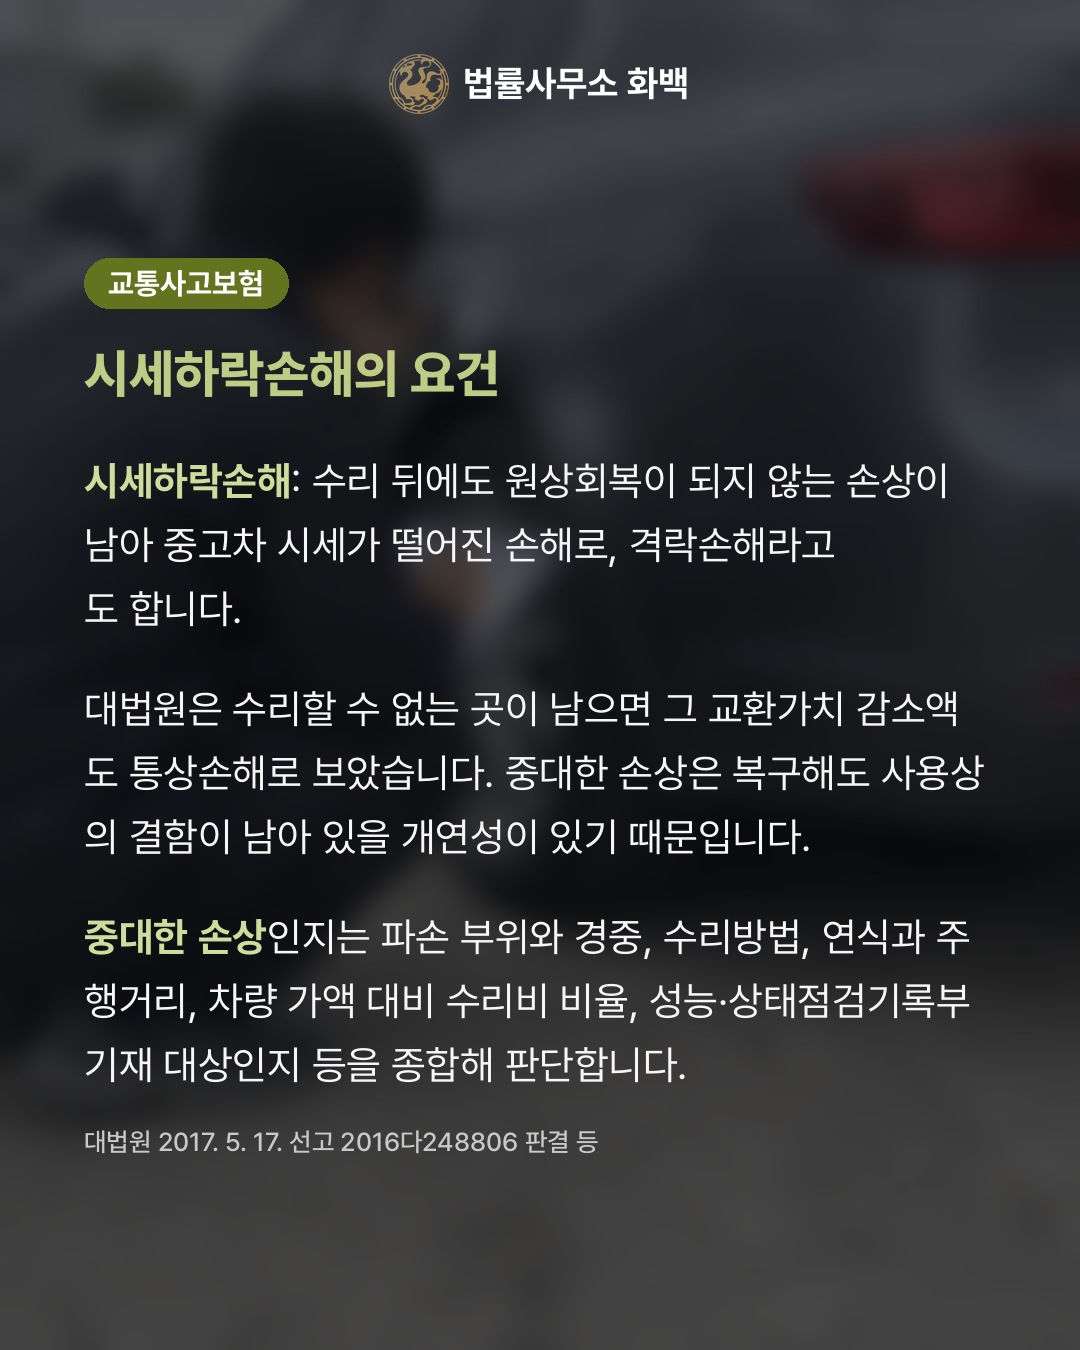 법률사무소 화백
교통사고보험
시세하락손해의 요건
시세하락손해: 수리 뒤에도 원상회복이 되지 않는 손상이
남아 중고차 시세가 떨어진 손해로, 격락손해라고
도 합니다.
대법원은 수리할 수 없는 곳이 남으면 그 교환가치 감소액
도 통상손해로 보았습니다. 중대한 손상은 복구해도 사용상
의 결함이 남아 있을 개연성이 있기 때문입니다.
중대한 손상인지는 파손 부위와 경중, 수리방법, 연식과 주
행거리, 차량 가액 대비 수리비 비율, 성능·상태점검기록부
기재 대상인지 등을 종합해 판단합니다.
대법원 2017. 5. 17. 선고 2016다248806 판결 등